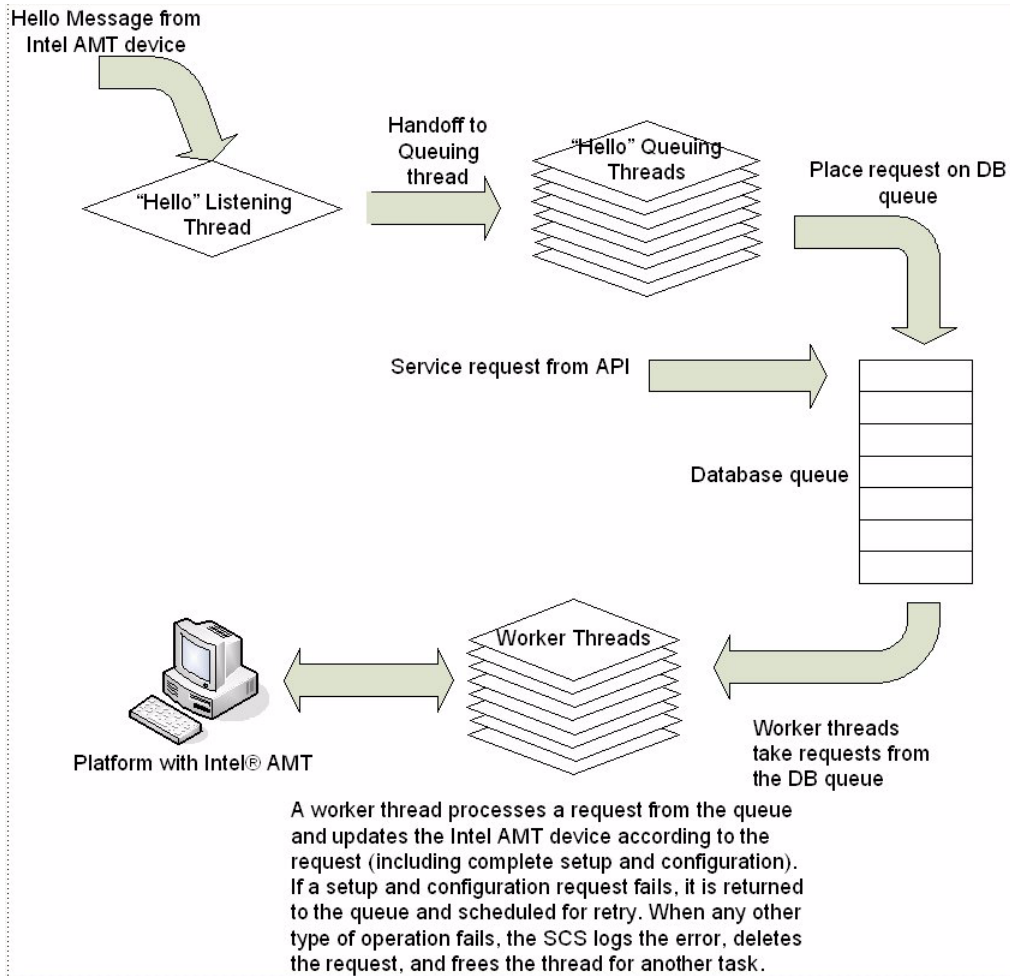 Hello Message from
Intel AMT device
Handoff to
Queuing
thread
“Hello” Queuing
Threads
Place request on DB
queue
“Hello” Listening
Thread
Service request from API
Database queue
Worker Threads
Platform with Intel® AMT
Worker threads
take requests from
the DB queue
A worker thread processes a request from the queue
and updates the Intel AMT device according to the
request (including complete setup and configuration).
If a setup and configuration request fails, it is returned
to the queue and scheduled for retry. When any other
type of operation fails, the SCS logs the error, deletes
the request, and frees the thread for another task.